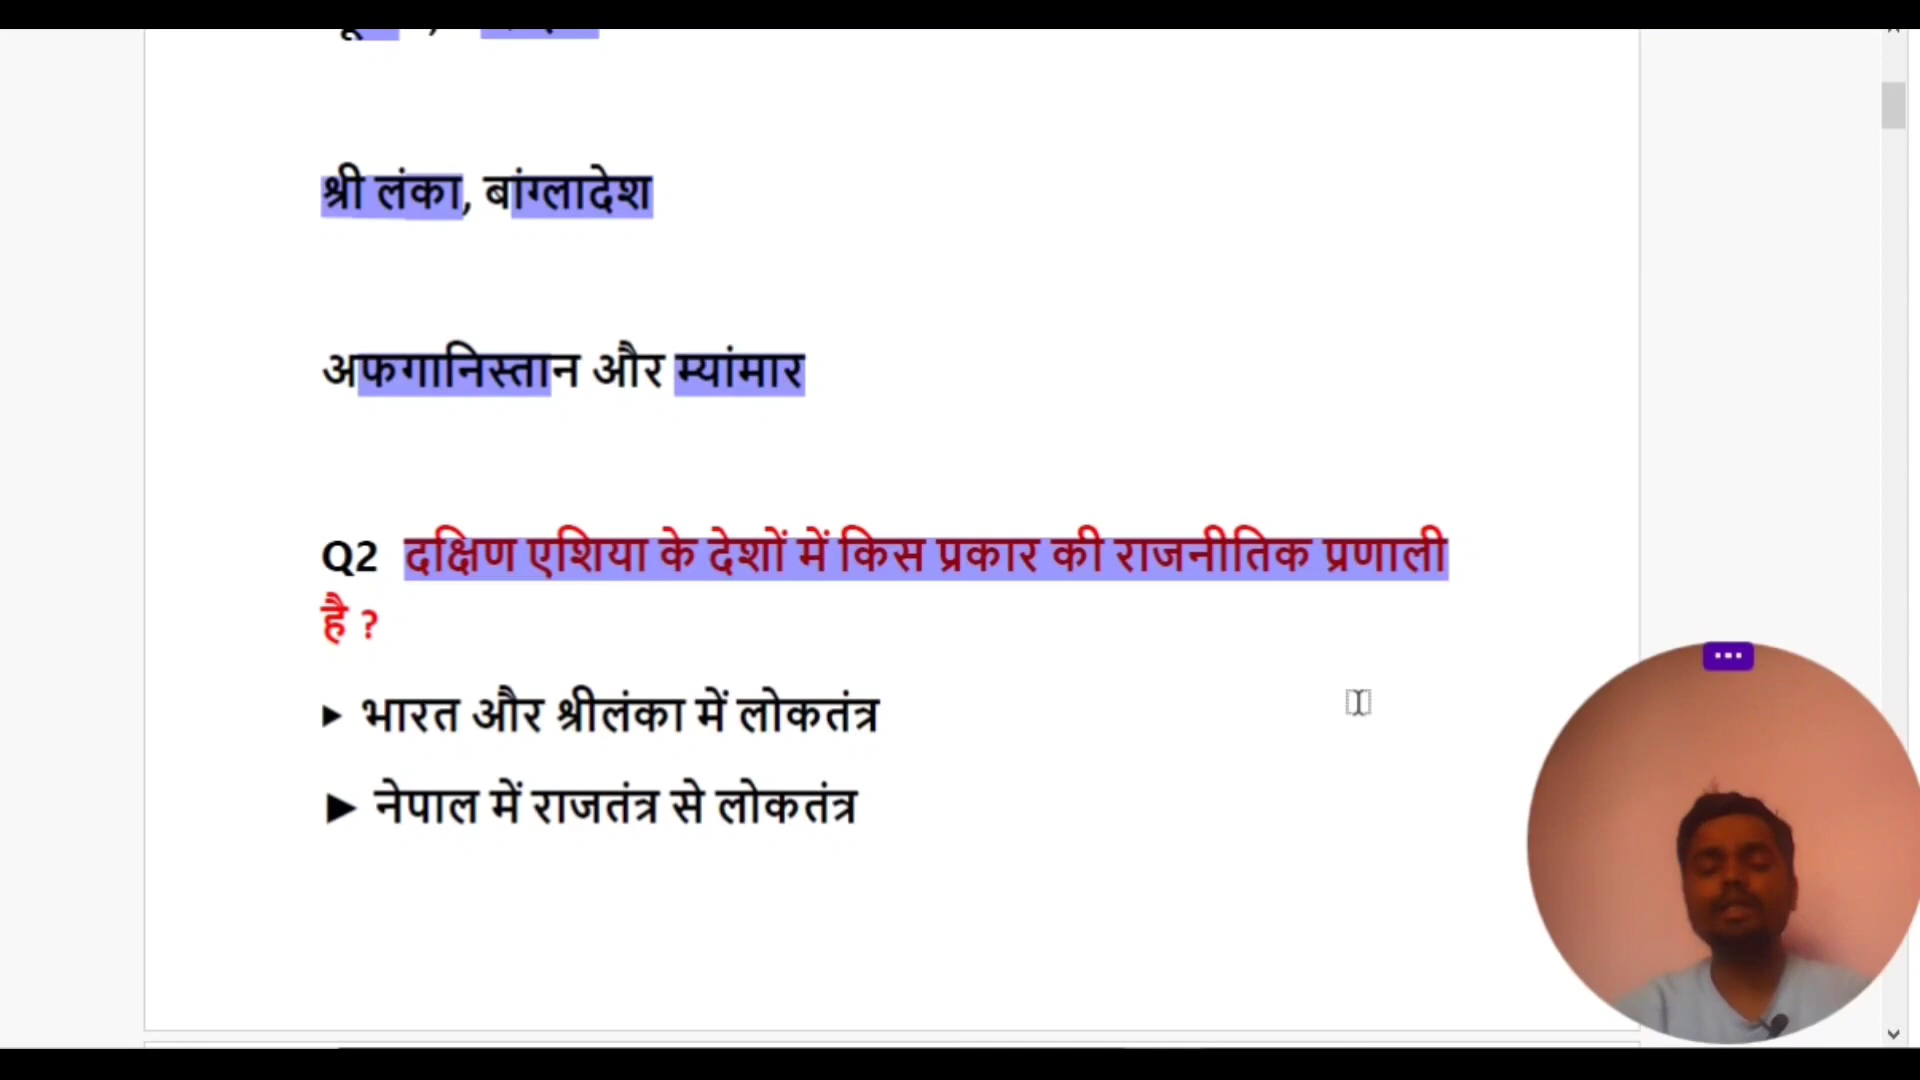 श्री लंका, बांग्लादेश
अफगानिस्तान और म्यांमार
Q2 दक्षिण एशिया के देशों में किस प्रकार की राजनीतिक प्रणाली
है ?
▶ भारत और श्रीलंका में लोकतंत्र
▶ नेपाल में राजतंत्र से लोकतंत्र